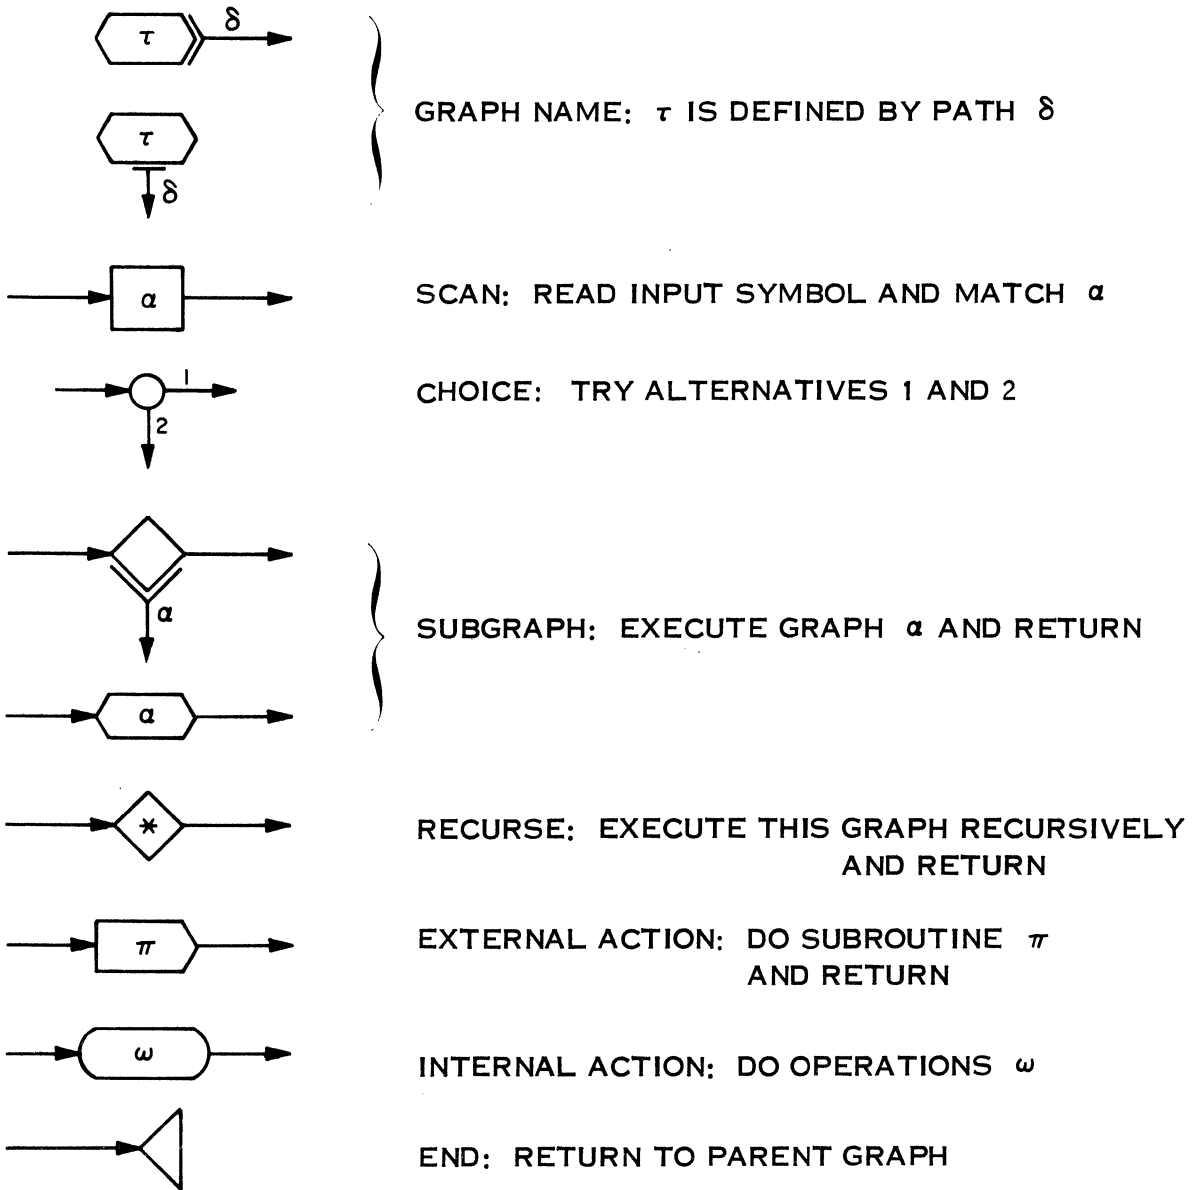 τ δ
GRAPH NAME: τ IS DEFINED BY PATH δ
τ
δ
α
SCAN: READ INPUT SYMBOL AND MATCH α
1
CHOICE: TRY ALTERNATIVES 1 AND 2
2
α
SUBGRAPH: EXECUTE GRAPH α AND RETURN
α
*
RECURSE: EXECUTE THIS GRAPH RECURSIVELY
AND RETURN
π
EXTERNAL ACTION: DO SUBROUTINE π
AND RETURN
ω
INTERNAL ACTION: DO OPERATIONS ω
END: RETURN TO PARENT GRAPH